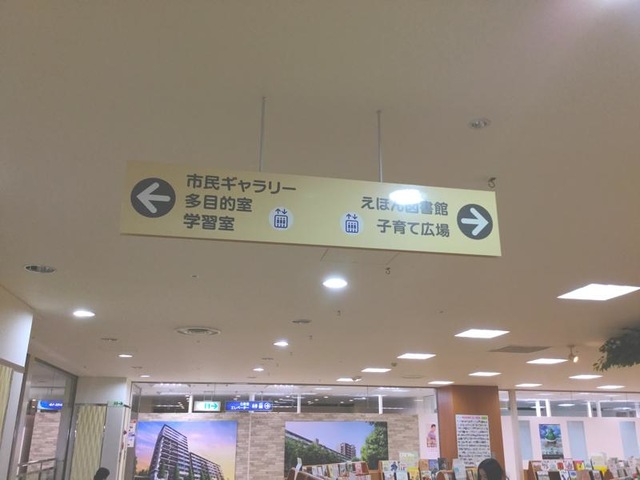 市民ギャラリー
多目的室
学習室
えほん図書館
子育て広場